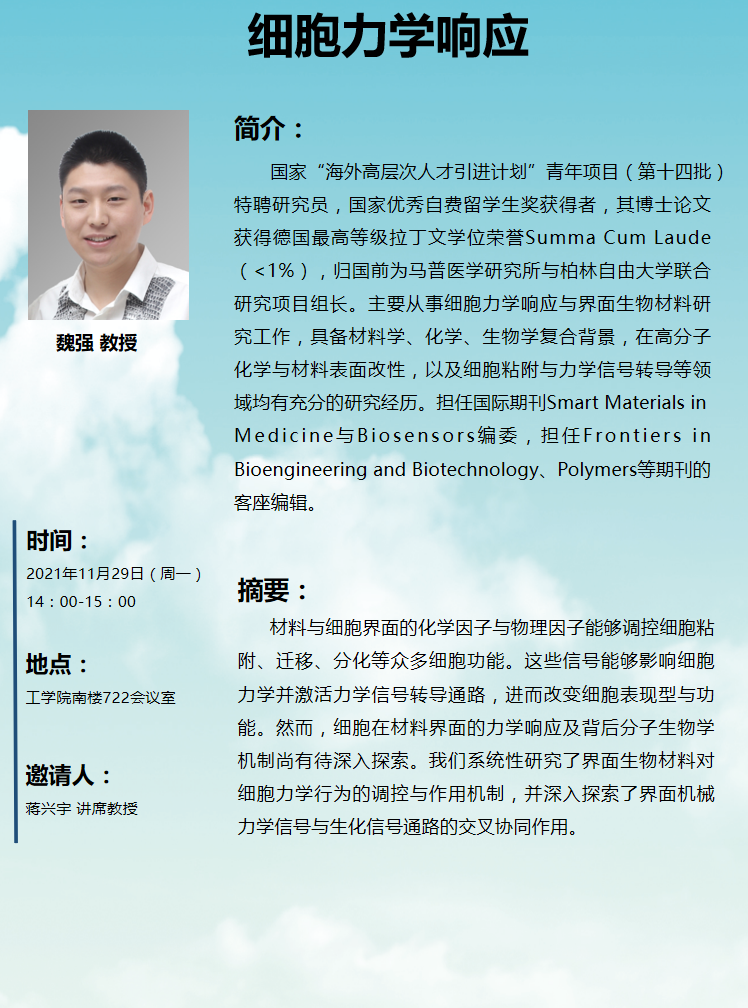 细胞力学响应
简介：
国家“海外高层次人才引进计划”青年项目（第十四批）
特聘研究员，国家优秀自费留学生奖获得者，其博士论文
获得德国最高等级拉丁文学位荣誉Summa Cum Laude
（<1%），归国前为马普医学研究所与柏林自由大学联合
研究项目组长。主要从事细胞力学响应与界面生物材料研
究工作，具备材料学、化学、生物学复合背景，在高分子
化学与材料表面改性，以及细胞粘附与力学信号转导等领
域均有充分的研究经历。担任国际期刊Smart Materials in
Medicine与Biosensors编委，担任Frontiers in
Bioengineering and Biotechnology、Polymers等期刊的
客座编辑。
魏强 教授
时间：
2021年11月29日（周一）
14：00-15：00
地点：
工学院南楼722会议室
邀请人：
蒋兴宇 讲席教授
摘要：
材料与细胞界面的化学因子与物理因子能够调控细胞粘
附、迁移、分化等众多细胞功能。这些信号能够影响细胞
力学并激活力学信号转导通路，进而改变细胞表现型与功
能。然而，细胞在材料界面的力学响应及背后分子生物学
机制尚有待深入探索。我们系统性研究了界面生物材料对
细胞力学行为的调控与作用机制，并深入探索了界面机械
力学信号与生化信号通路的交叉协同作用。